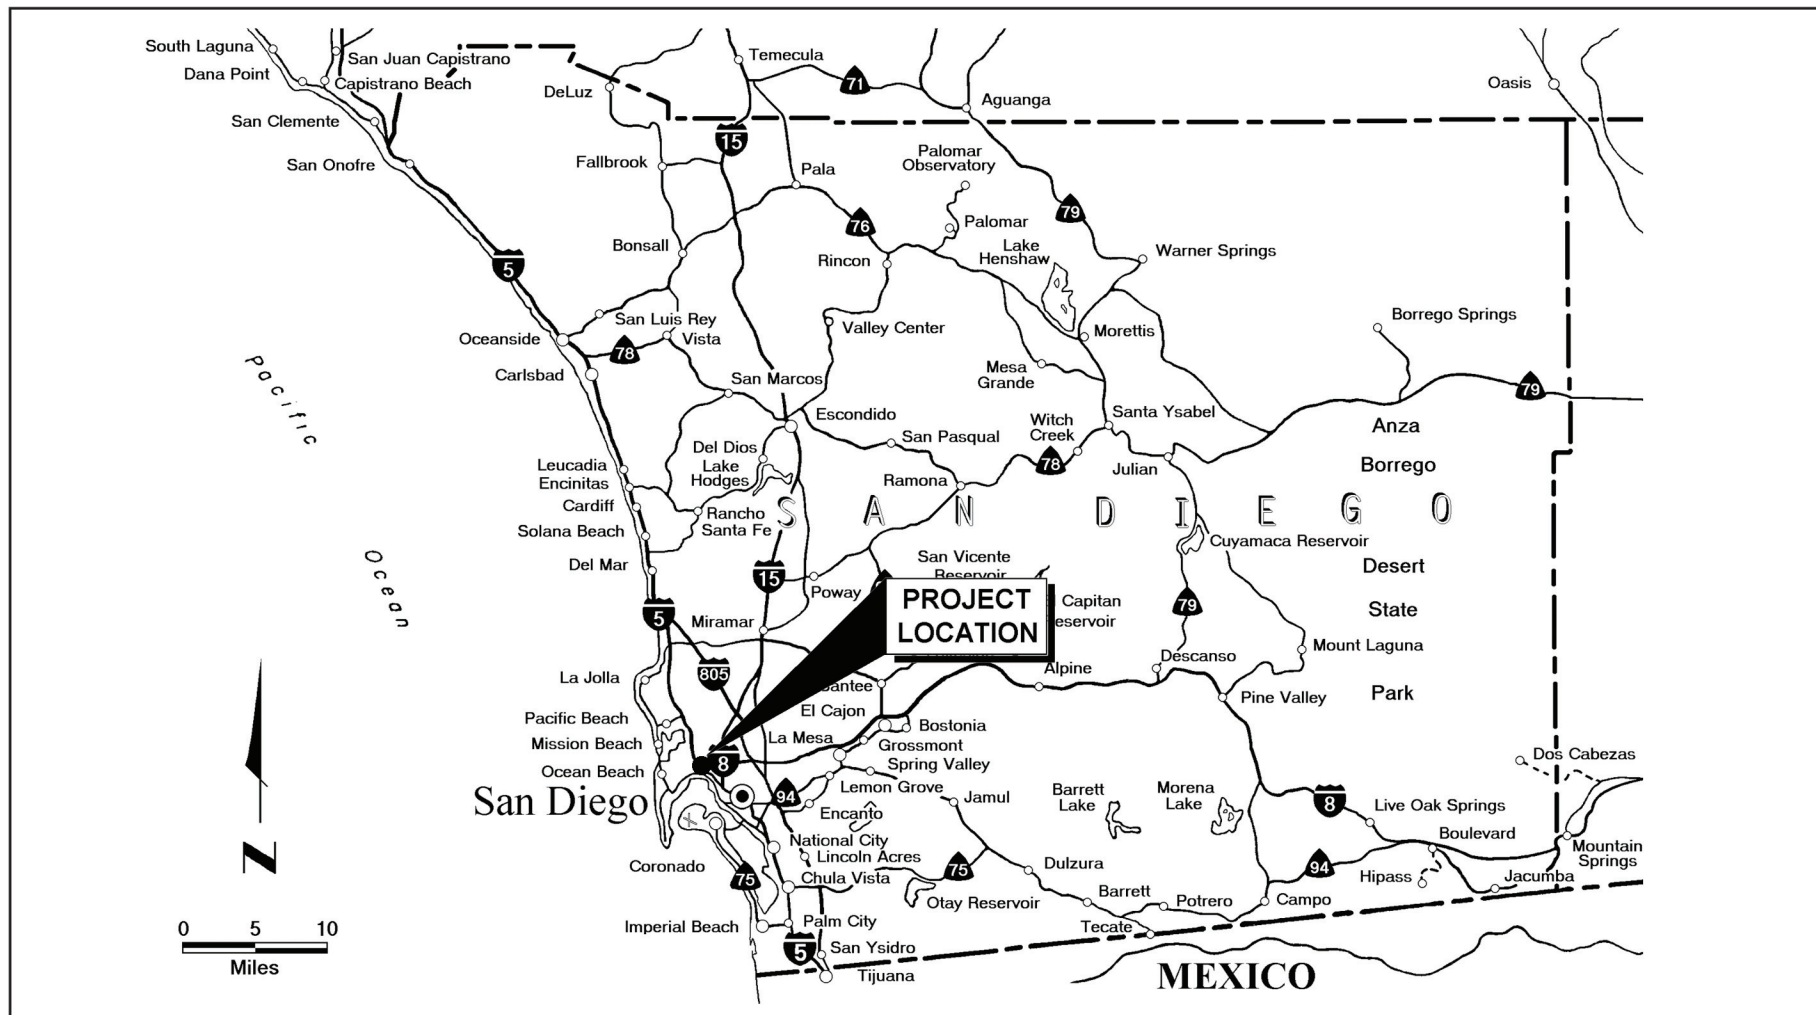 South Laguna
San Juan Capistrano
Temecula
Dana Point
Capistrano Beach
71
Oasis
DeLuz
Aguanga
San Clemente
15
San Onofre
Fallbrook
Pala
Palomar
Observatory
79
76
Palomar
Bonsall
Lake
Henshaw
Warner Springs
5
Rincon
San Luis Rey
Valley Center
Morettis
Borrego Springs
Oceanside
78
Vista
Carlsbad
San Marcos
Mesa
Grande
79
Escondido
Santa Ysabel
Witch
Creek
Anza
San Pasqual
Del Dios
Lake
Hodges
78
Julian
Borrego
Leucadia
Encinitas
Ramona
Cardiff
Rancho
Santa Fe
SAN DIEGO
Solana Beach
Cuyamaca Reservoir
Pacific
Ocean
Del Mar
San Vicente
Reservoir
Desert
15
Poway
PROJECT
LOCATION
Capitan
79
State
5
Miramar
Mount Laguna
805
La Jolla
Alpine
Descanso
Park
El Cajon
Pine Valley
Pacific Beach
Bostonia
Mission Beach
La Mesa
Grossmont
Dos Cabezas
Ocean Beach
8
Spring Valley
San Diego
94
Lemon Grove
Jamul
Barrett
Lake
Morena
Lake
8
Live Oak Springs
Encanto
Boulevard
National City
Mountain
Springs
N
Coronado
Lincoln Acres
75
Chula Vista
75
Dulzura
94
Hipass
Jacumba
Otay Reservoir
Barrett
Potrero
Campo
Imperial Beach
Palm City
Tecate
0 5 10
Miles
5
San Ysidro
Tijuana
MEXICO